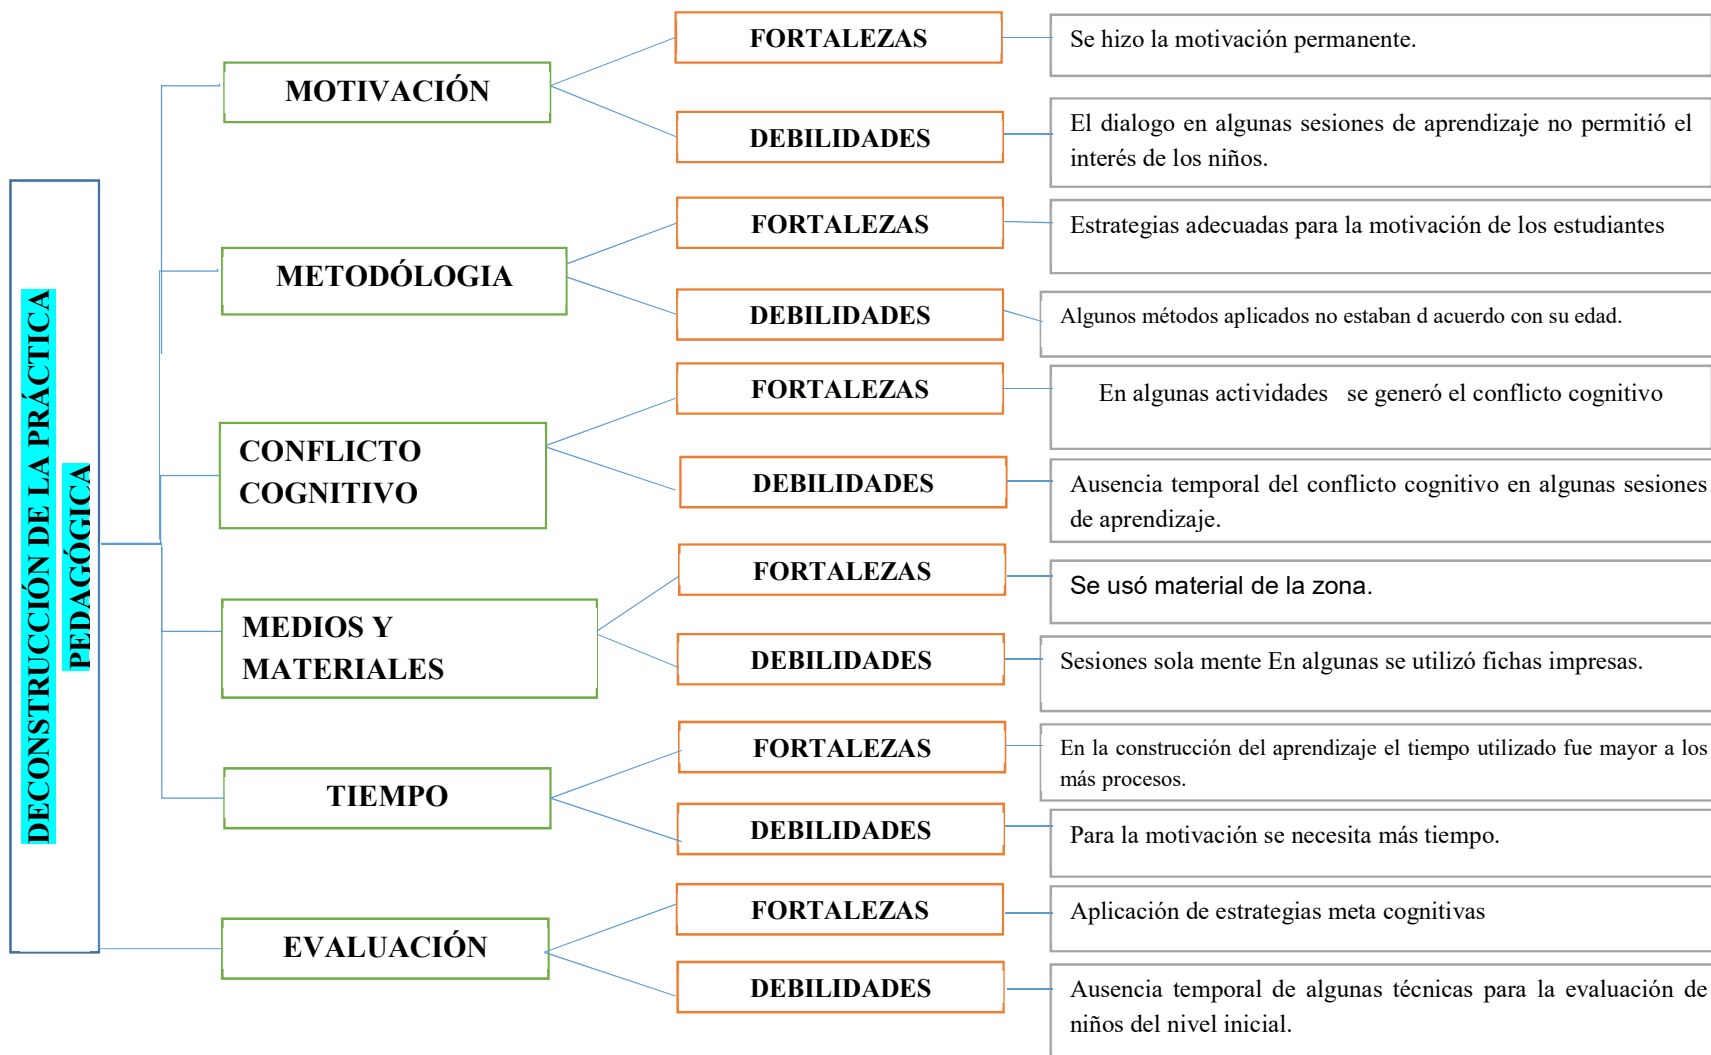 DECONSTRUCCIÓN DE LA PRÁCTICA
PEDAGÓGICA
MOTIVACIÓN
FORTALEZAS
Se hizo la motivación permanente.
DEBILIDADES
El dialogo en algunas sesiones de aprendizaje no permitió el
interés de los niños.
METODÓLOGIA
FORTALEZAS
Estrategias adecuadas para la motivación de los estudiantes
DEBILIDADES
Algunos métodos aplicados no estaban d acuerdo con su edad.
CONFLICTO
COGNITIVO
FORTALEZAS
En algunas actividades se generó el conflicto cognitivo
DEBILIDADES
Ausencia temporal del conflicto cognitivo en algunas sesiones
de aprendizaje.
MEDIOS Y
MATERIALES
FORTALEZAS
Se usó material de la zona.
DEBILIDADES
Sesiones sola mente En algunas se utilizó fichas impresas.
TIEMPO
FORTALEZAS
En la construcción del aprendizaje el tiempo utilizado fue mayor a los
más procesos.
DEBILIDADES
Para la motivación se necesita más tiempo.
EVALUACIÓN
FORTALEZAS
Aplicación de estrategias meta cognitivas
DEBILIDADES
Ausencia temporal de algunas técnicas para la evaluación de
niños del nivel inicial.